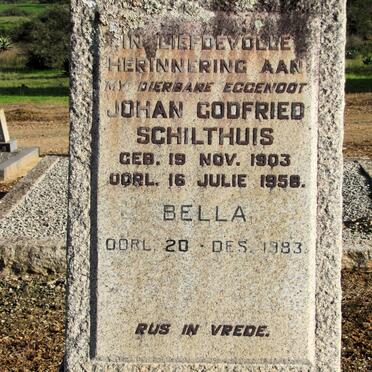 IN LIEFDEVOLLE
HERINNERING AAN
MY DIERBARE EGGENOOT
JOHAN GODFRIED
SCHILTHUIS
GEB. 19 NOV. 1903
OORL. 16 JULIE 1958.
BELLA
OORL. 20 · DES. 1983
RUS IN VREDE.